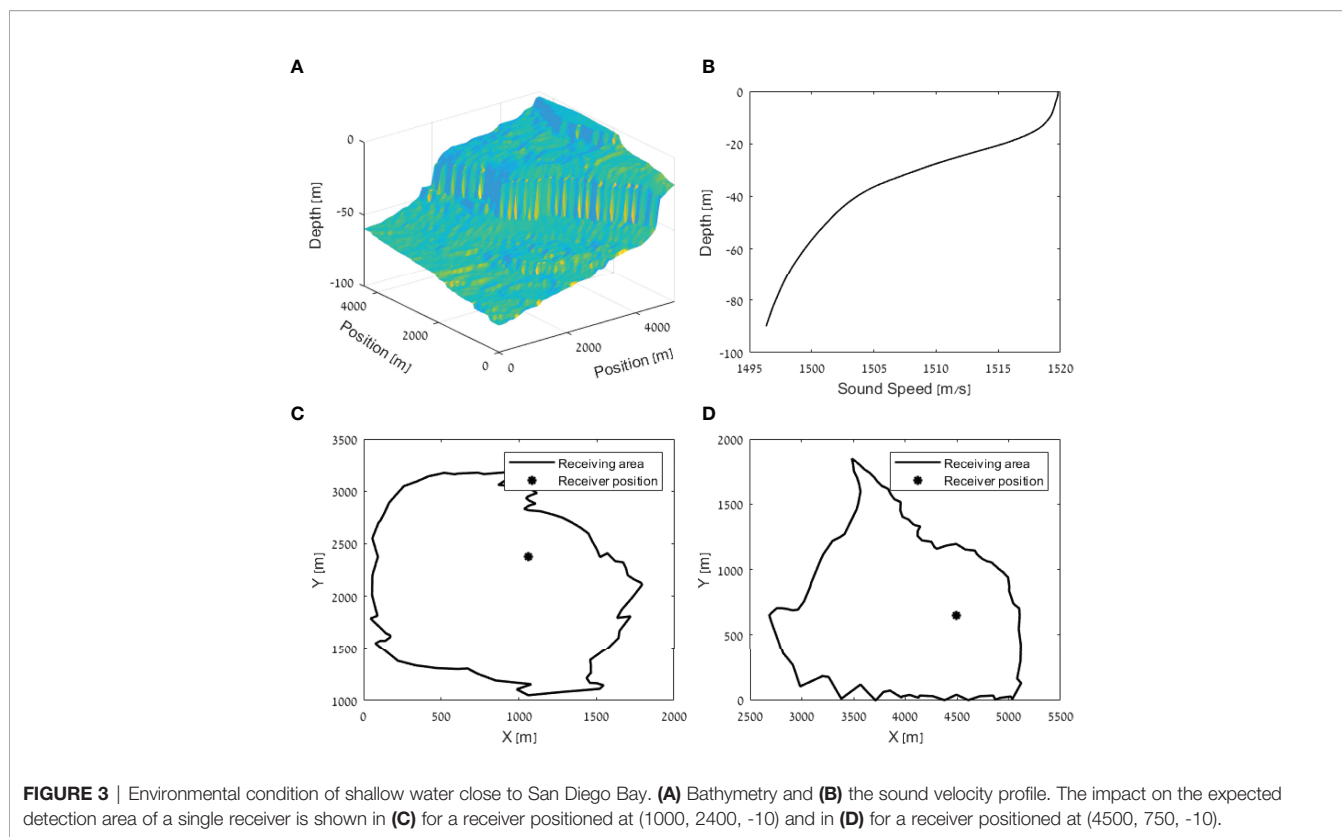 A
0
-50
-100
Depth [m]
4000
2000
0
Position [m]
0
2000
4000
Position [m]
B
0
-20
-40
-60
-80
-100
Depth [m]
1495
1500
1505
1510
1515
1520
Sound Speed [m/s]
C
3500
3000
2500
2000
1500
1000
Y [m]
0
500
1000
1500
2000
X [m]
Receiving area
Receiver position
D
2000
1500
1000
500
0
Y [m]
2500
3000
3500
4000
4500
5000
5500
X [m]
Receiving area
Receiver position
FIGURE 3 | Environmental condition of shallow water close to San Diego Bay. (A) Bathymetry and (B) the sound velocity profile. The impact on the expected
detection area of a single receiver is shown in (C) for a receiver positioned at (1000, 2400, -10) and in (D) for a receiver positioned at (4500, 750, -10).